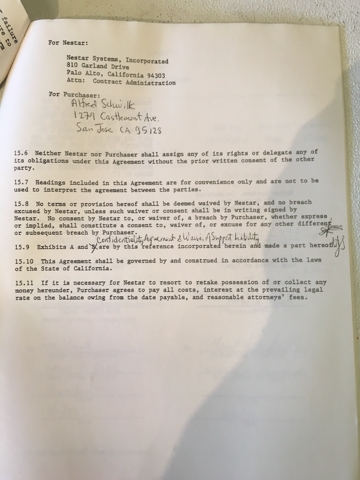 failure
to
For Nestar:
Nestar Systems, Incorporated
810 Garland Drive
Palo Alto, California 94303
Attn: Contract Administration
For Purchaser:
Castlemont Ave.
San Jose CA 95128
15.6 Neither Nestar nor Purchaser shall assign any of its rights or delegate any of
its obligations under this Agreement without the prior written consent of the other
party.
15.7 Headings included in this Agreement are for convenience only and are not to be
used to interpret the agreement between the parties.
15.8 No terms or provision hereof shall be deemed waived by Nestar, and no breach
excused by Nestar, unless such waiver or consent shall be in writing signed by
Nestar. No consent by Nestar to, or waiver of, a breach by Purchaser, whether express
or implied, shall constitute a consent to, waiver of, or excuse for any other different
or subsequent breach by Purchaser.
Confidentiality Agreement & Waiver of Support Liability
15.9 Exhibits A and are by this reference incorporated herein and made a part hereof.
15.10 This Agreement shall be governed by and construed in accordance with the laws
of the State of California.
15.11 If it is necessary for Nestar to resort to retake possession of or collect any
money hereunder, Purchaser agrees to pay all costs, interest at the prevailing legal
rate on the balance owing from the date payable, and reasonable attorneys' fees.